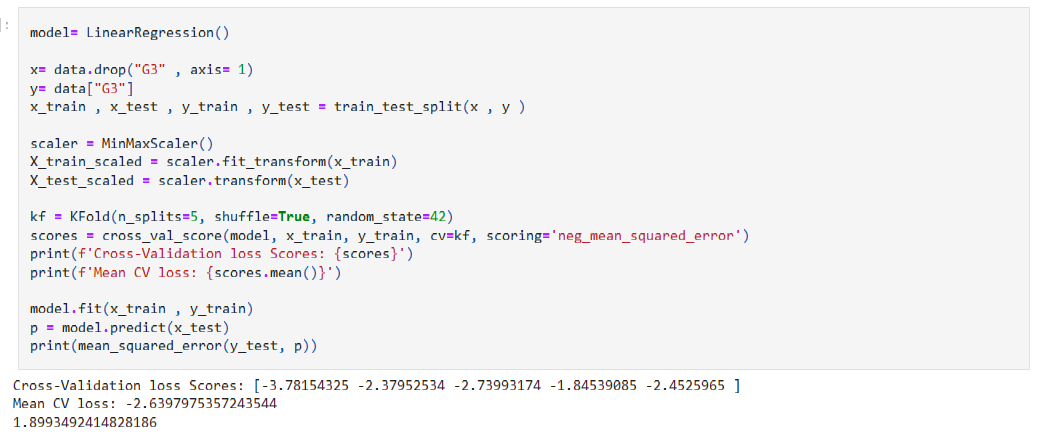 ]:
model= LinearRegression()
x= data.drop("G3" , axis= 1)
y= data["G3"]
x_train , x_test , y_train , y_test = train_test_split(x , y )
scaler = MinMaxScaler()
X_train_scaled = scaler.fit_transform(x_train)
X_test_scaled = scaler.transform(x_test)
kf = KFold(n_splits=5, shuffle=True, random_state=42)
scores = cross_val_score(model, x_train, y_train, cv=kf, scoring='neg_mean_squared_error')
print(f'Cross-Validation loss Scores: {scores}')
print(f'Mean CV loss: {scores.mean()}')
model.fit(x_train , y_train)
p = model.predict(x_test)
print(mean_squared_error(y_test, p))
Cross-Validation loss Scores: [-3.78154325 -2.37952534 -2.73993174 -1.84539085 -2.4525965 ]
Mean CV loss: -2.6397975357243544
1.8993492414828186